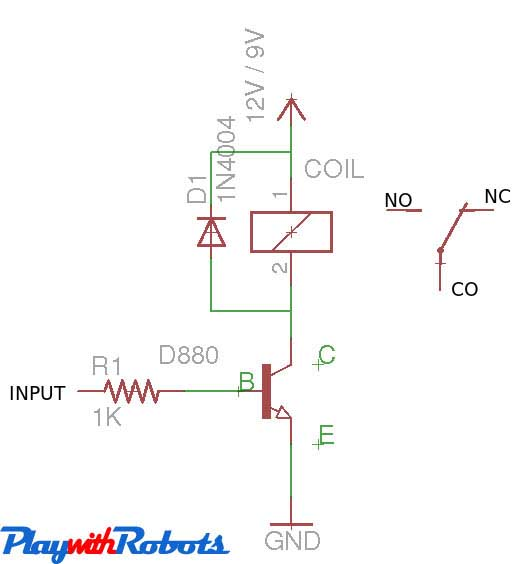 12V / 9V
D1
1N4004
COIL
1
2
NO
NC
CO
R1
D880
C
B
INPUT
1K
E
GND
PlaywithRobots